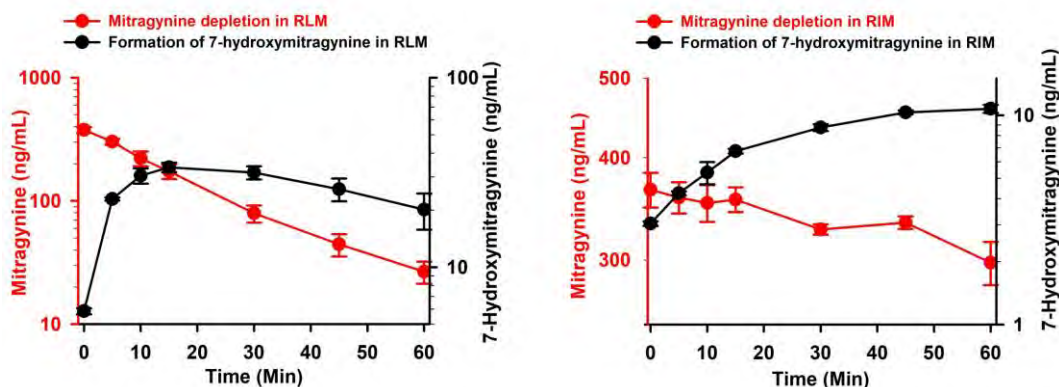 Mitragynine depletion in RLM
Formation of 7-hydroxymitragynine in RLM
1000
100
10
Mitragynine (ng/mL)
100
10
7-Hydroxymitragynine (ng/mL)
0 10 20 30 40 50 60
Time (Min)
Mitragynine depletion in RIM
Formation of 7-hydroxymitragynine in RIM
500
400
300
Mitragynine (ng/mL)
10
1
7-Hydroxymitragynine (ng/mL)
0 10 20 30 40 50 60
Time (Min)